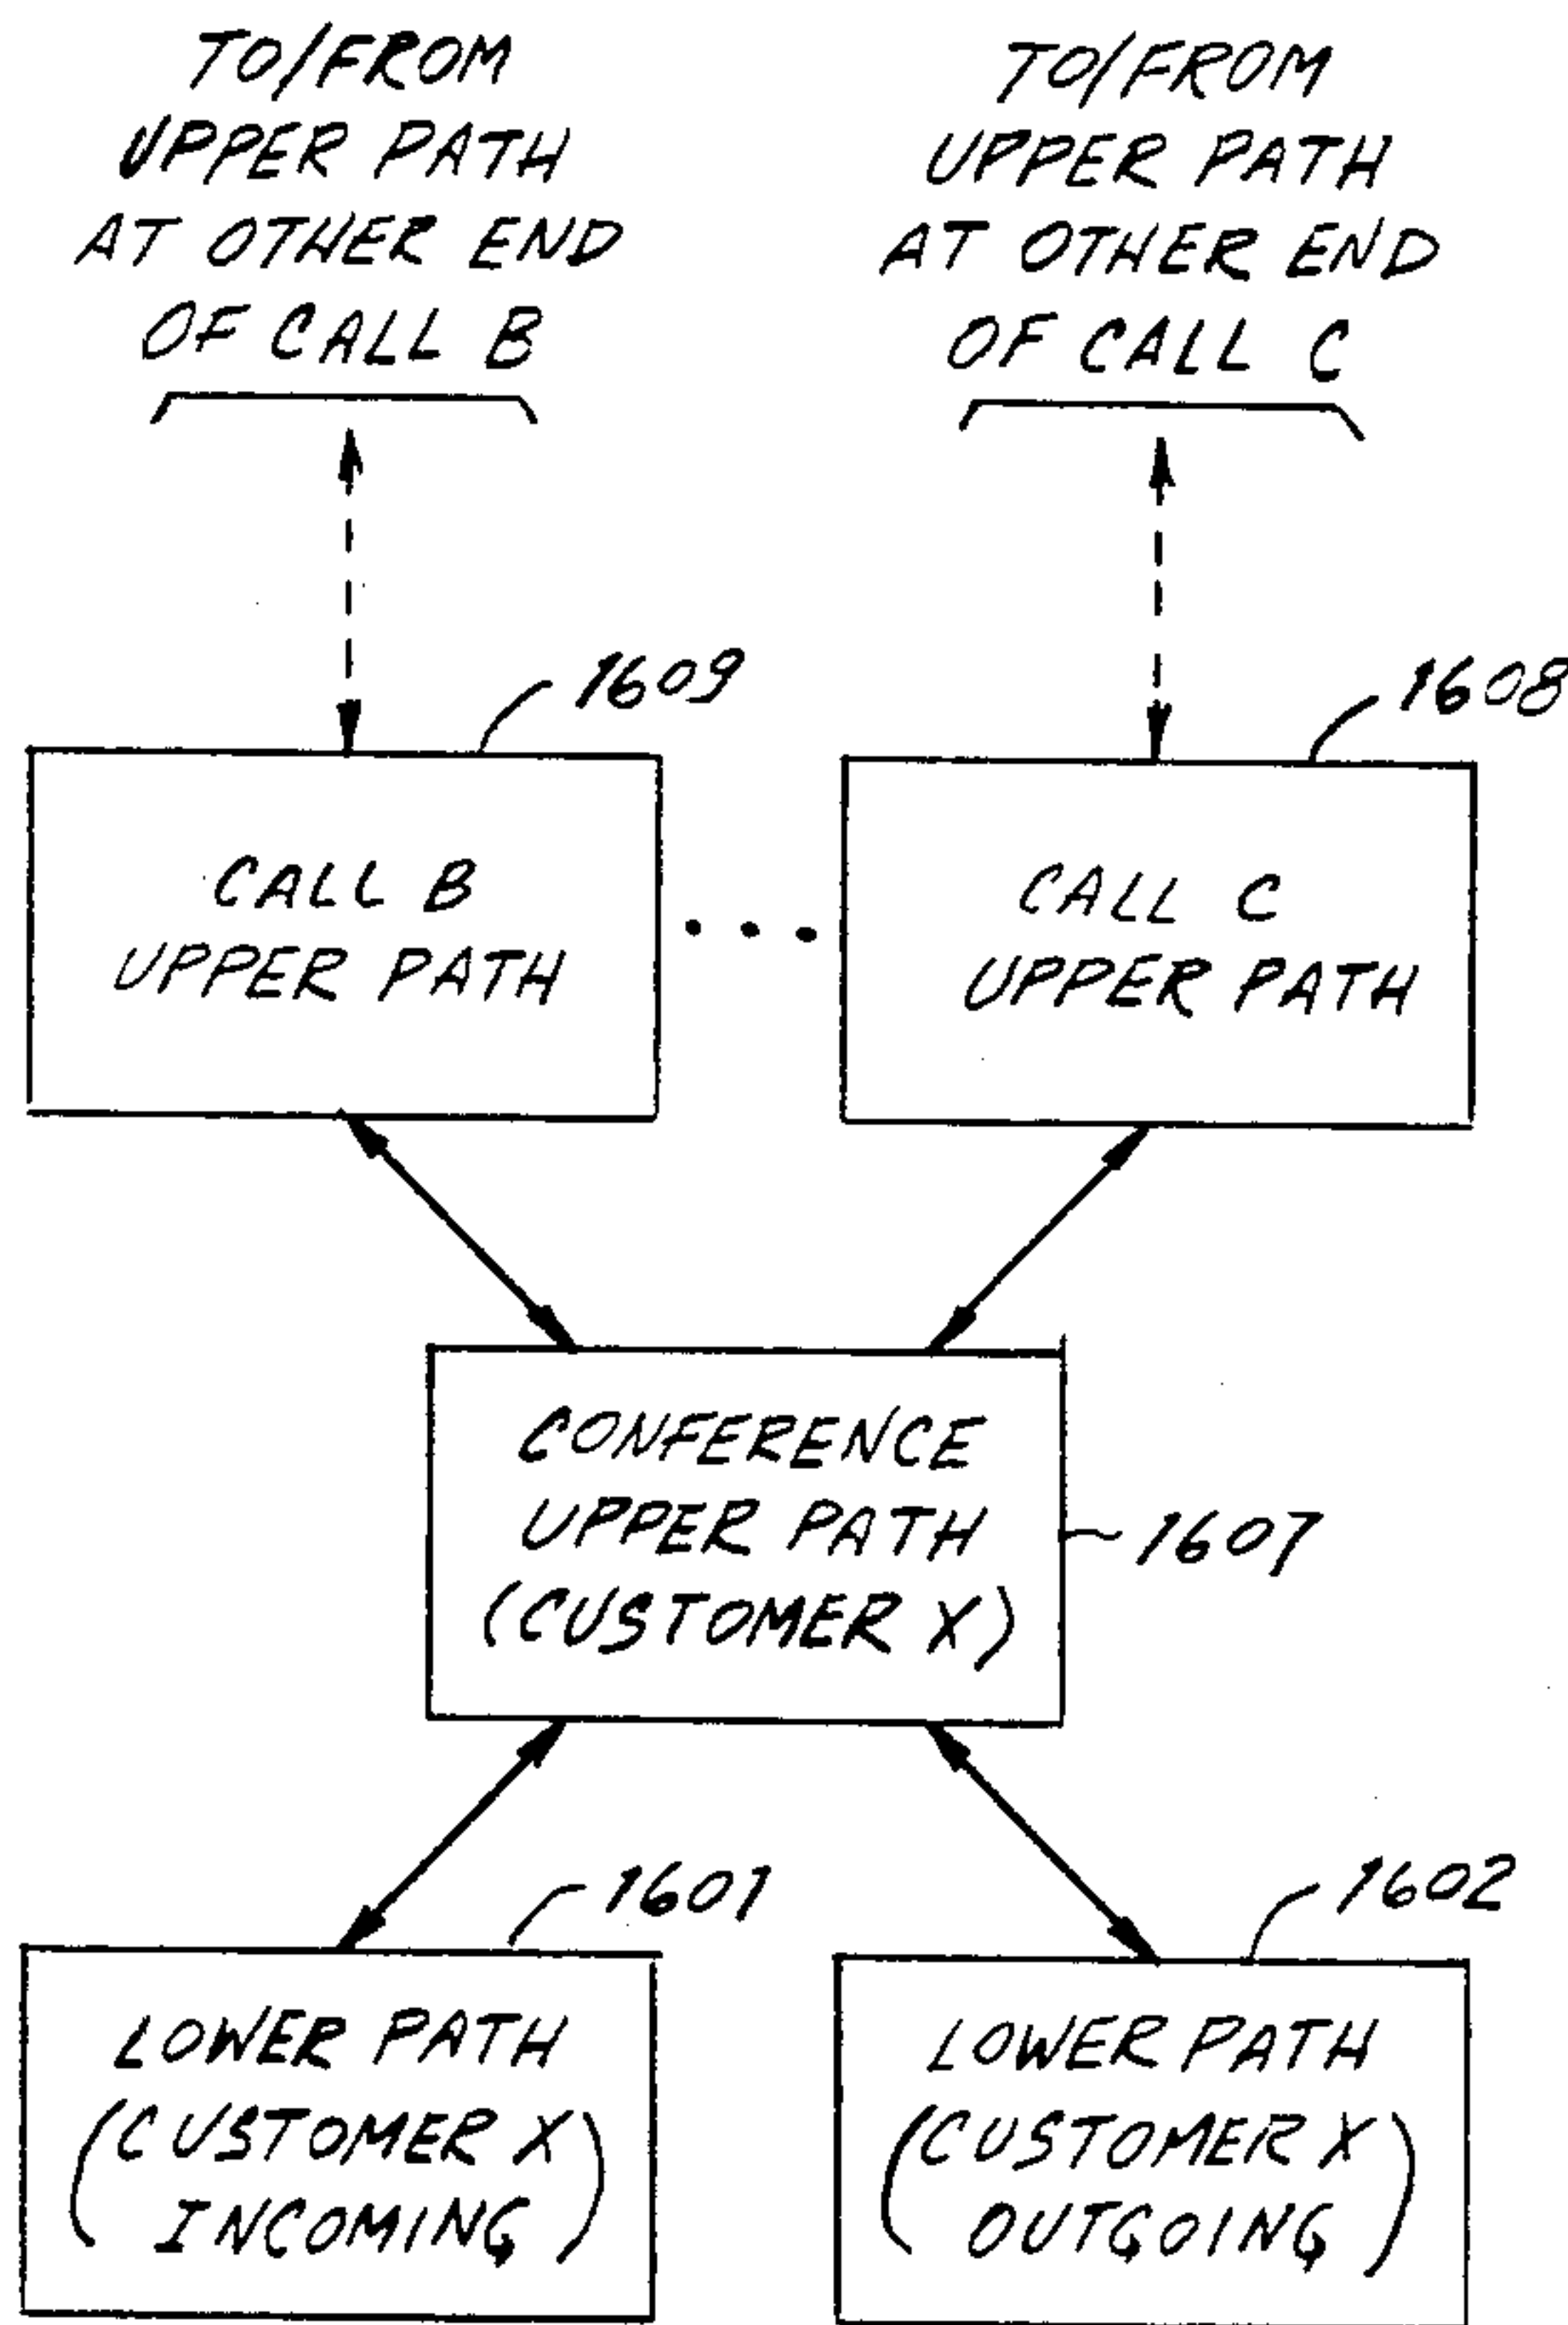 TO/FROM
UPPER PATH
AT OTHER END
OF CALL B
TO/FROM
UPPER PATH
AT OTHER END
OF CALL C
1609
1608
CALL B
UPPER PATH
CALL C
UPPER PATH
CONFERENCE
UPPER PATH
(CUSTOMER X)
1607
1601
1602
LOWER PATH
(CUSTOMER X
INCOMING)
LOWER PATH
(CUSTOMER X
OUTGOING)